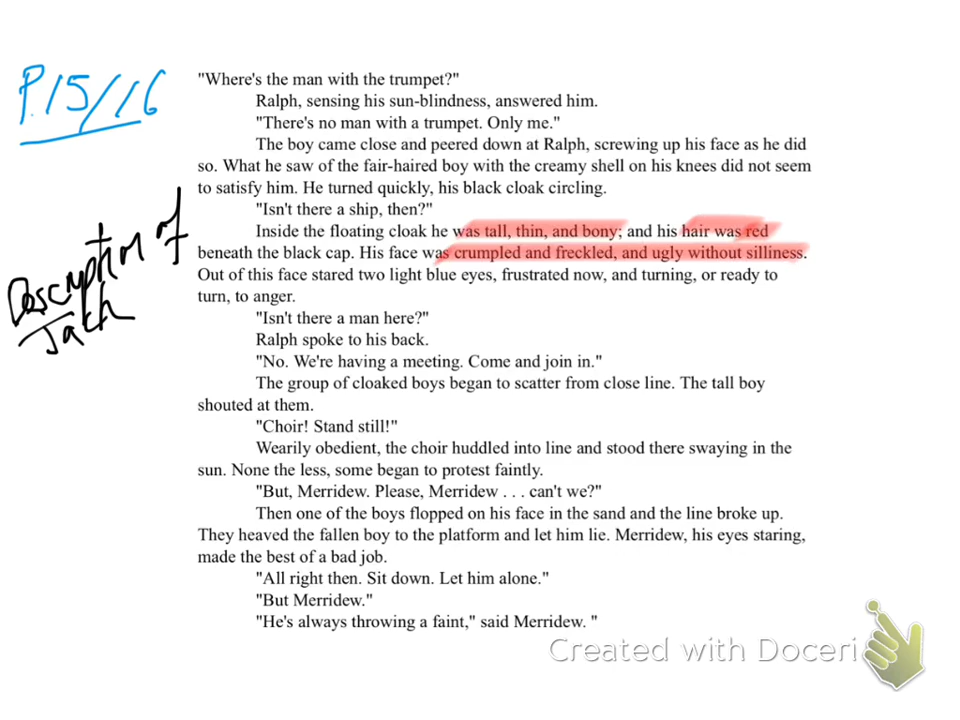 P.15/16
Description of
Jack
"Where's the man with the trumpet?"
Ralph, sensing his sun-blindness, answered him.
"There's no man with a trumpet. Only me."
The boy came close and peered down at Ralph, screwing up his face as he did
so. What he saw of the fair-haired boy with the creamy shell on his knees did not seem
to satisfy him. He turned quickly, his black cloak circling.
"Isn't there a ship, then?"
Inside the floating cloak he was tall, thin, and bony; and his hair was red
beneath the black cap. His face was crumpled and freckled, and ugly without silliness.
Out of this face stared two light blue eyes, frustrated now, and turning, or ready to
turn, to anger.
"Isn't there a man here?"
Ralph spoke to his back.
"No. We're having a meeting. Come and join in."
The group of cloaked boys began to scatter from close line. The tall boy
shouted at them.
"Choir! Stand still!"
Wearily obedient, the choir huddled into line and stood there swaying in the
sun. None the less, some began to protest faintly.
"But, Merridew. Please, Merridew . . . can't we?"
Then one of the boys flopped on his face in the sand and the line broke up.
They heaved the fallen boy to the platform and let him lie. Merridew, his eyes staring,
made the best of a bad job.
"All right then. Sit down. Let him alone."
"But Merridew."
"He's always throwing a faint," said Merridew. "
Created with Doceri